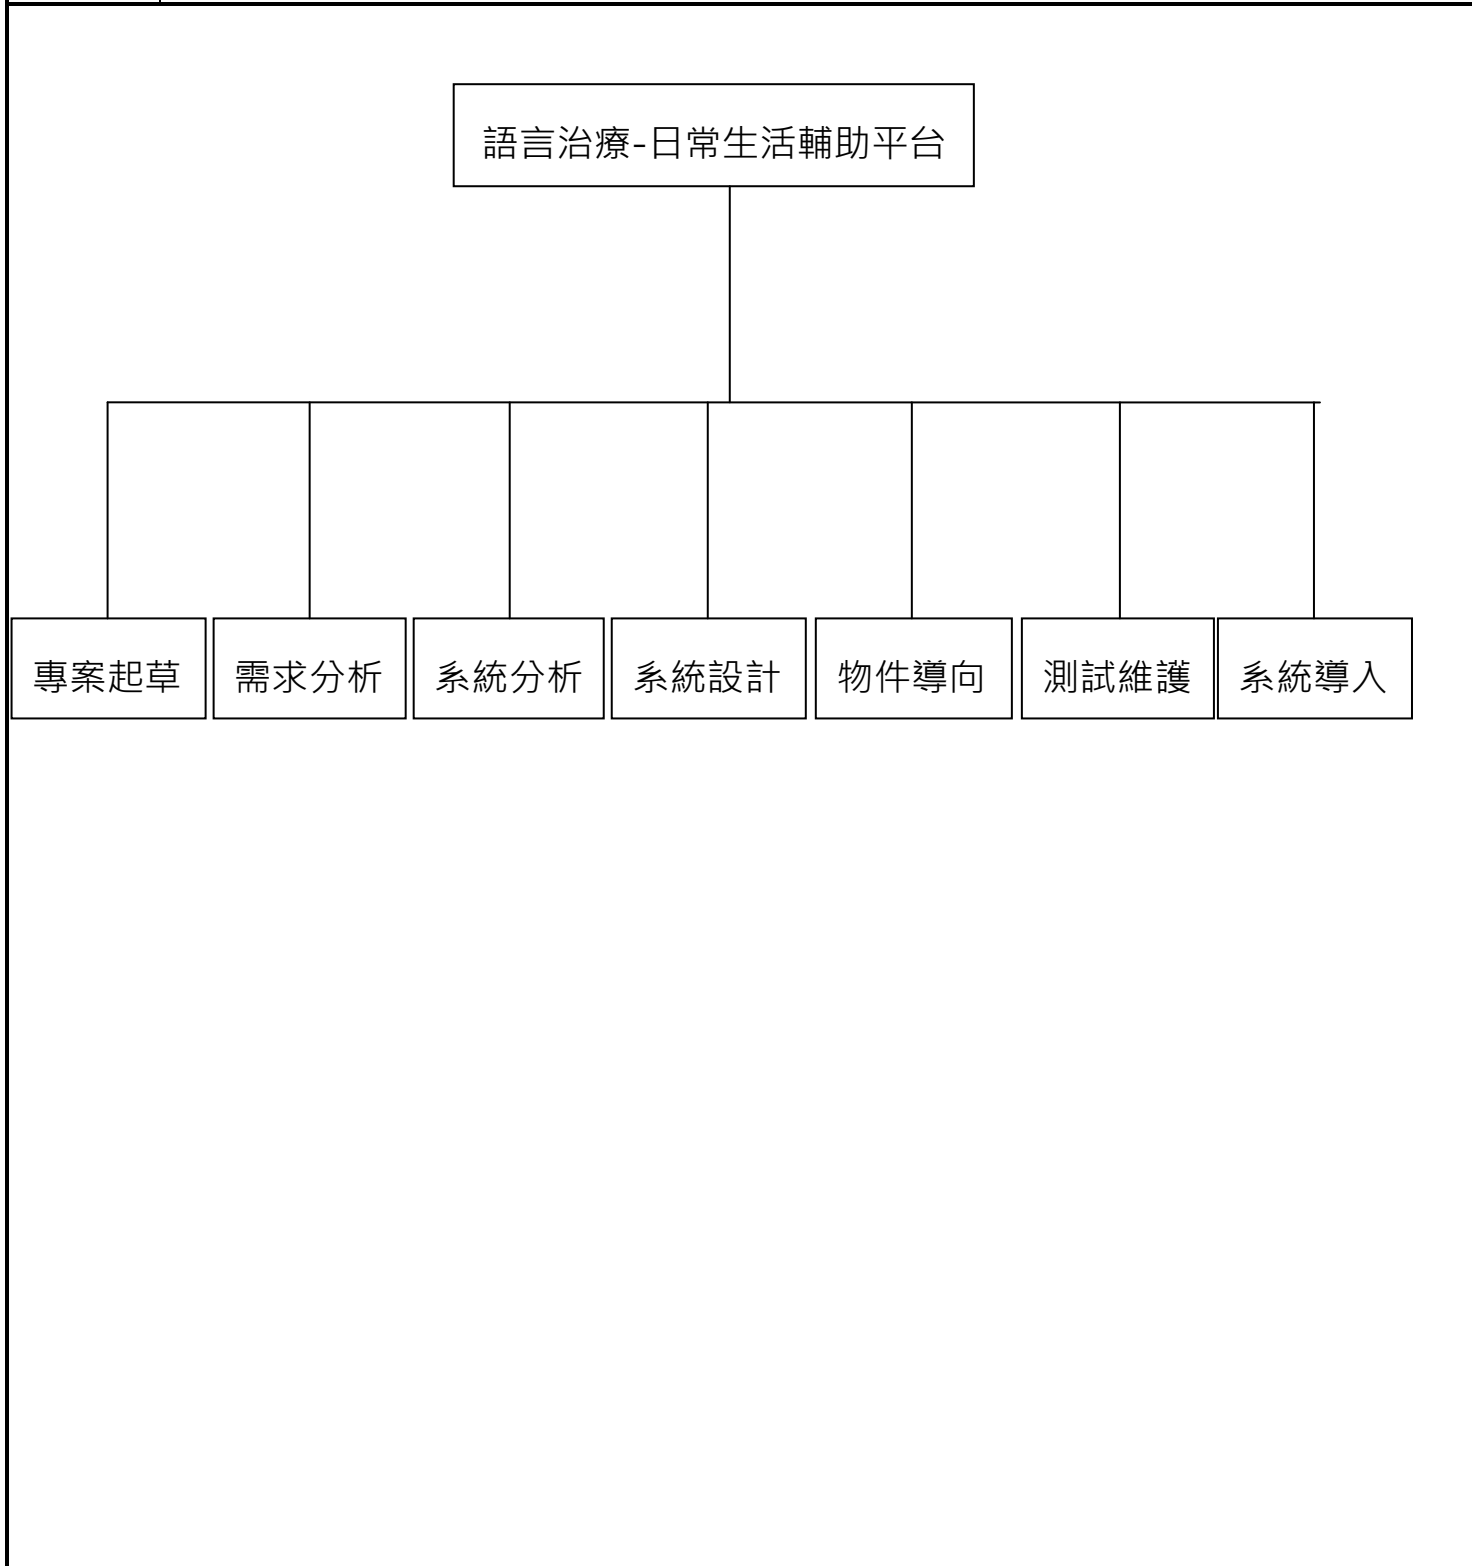 語言治療-日常生活輔助平台
專案起草
需求分析
系統分析
系統設計
物件導向
測試維護
系統導入